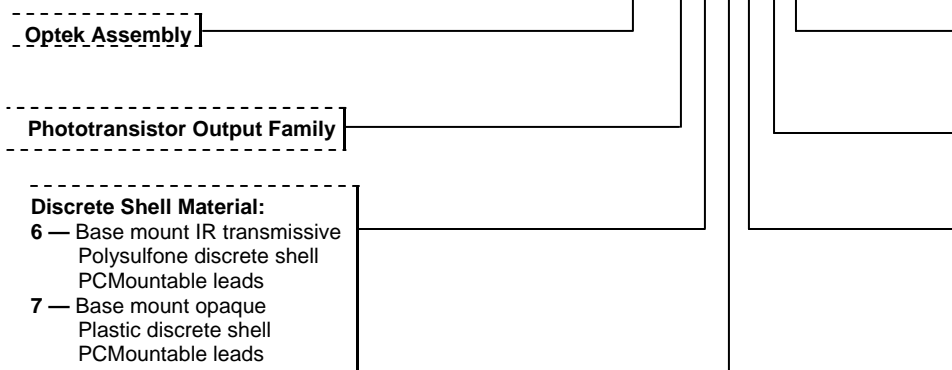 Optek Assembly
Phototransistor Output Family
Discrete Shell Material:
6 — Base mount IR transmissive
Polysulfone discrete shell
PCMountable leads
7 — Base mount opaque
Plastic discrete shell
PCMountable leads